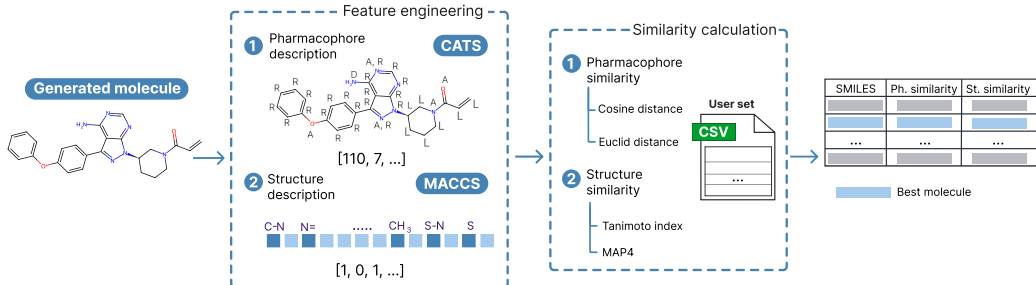 Feature engineering
Similarity calculation
Generated molecule
H₂N
N
N
N
N
N
O
O
1 Pharmacophore
description
CATS
A, R
D
H₂N
N
N
R
R
R
R
R
R
R
R
O
A
R
R
R
R
R
R
R
N
N
A, R
L
L
L
L
N
A
O
A
L
L
[110, 7, ...]
2 Structure
description
MACCS
C-N N= ..... CH₃ S-N S
[1, 0, 1, ...]
1 Pharmacophore
similarity
Cosine distance
Euclid distance
2 Structure
similarity
Tanimoto index
MAP4
User set
CSV
...
SMILES Ph. similarity St. similarity
... ... ...
Best molecule